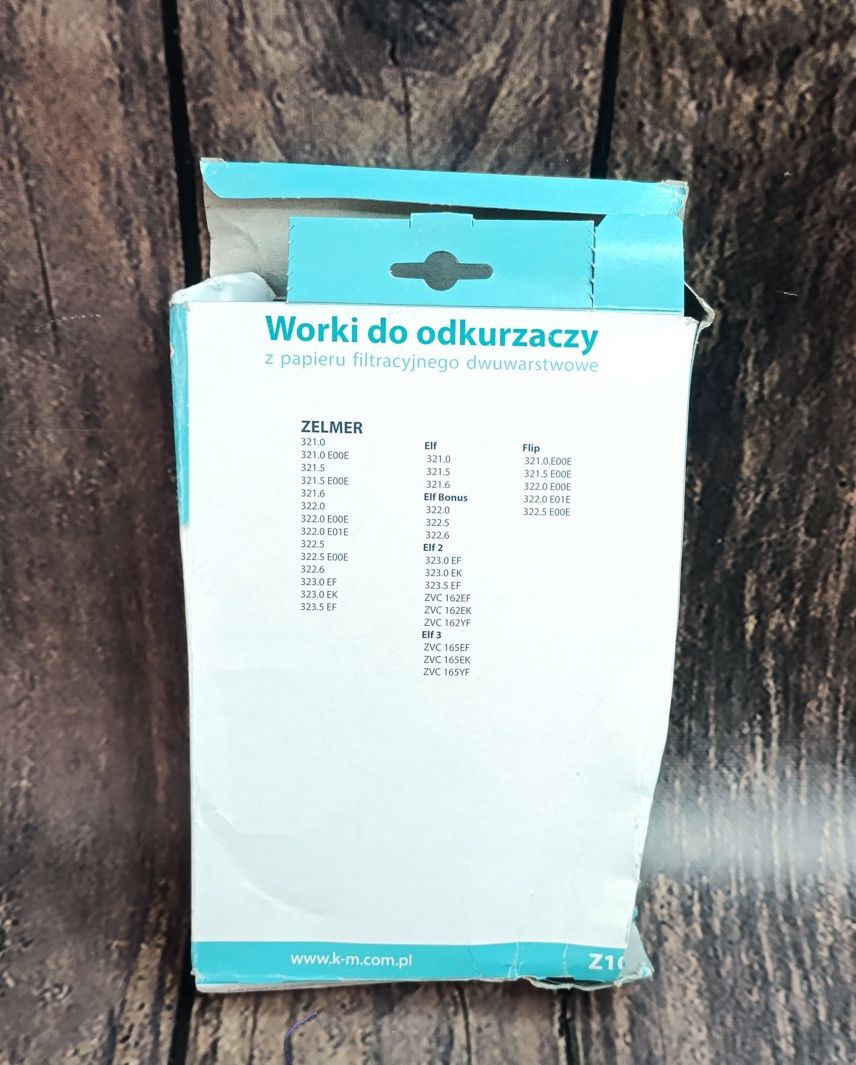 Worki do odkurzaczy
z papieru filtracyjnego dwuwarstwowe
ZELMER
321.0
321.0 E00E
321.5
321.5 E00E
321.6
322.0
322.0 E00E
322.0 E01E
322.5
322.5 E00E
322.6
323.0 EF
323.0 EK
323.5 EF
Elf
321.0
321.5
321.6
Elf Bonus
322.0
322.5
322.6
Elf 2
323.0 EF
323.0 EK
323.5 EF
ZVC 162EF
ZVC 162EK
ZVC 162YF
Elf 3
ZVC 165EF
ZVC 165EK
ZVC 165YF
Flip
321.0.E00E
321.5 E00E
322.0 E00E
322.0 E01E
322.5 E00E
www.k-m.com.pl